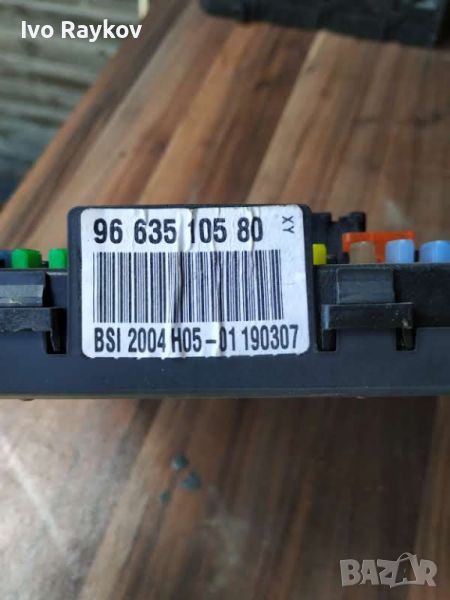 Ivo Raykov
96 635 105 80
XY
BSI 2004 H05-01 190307
BAZAR